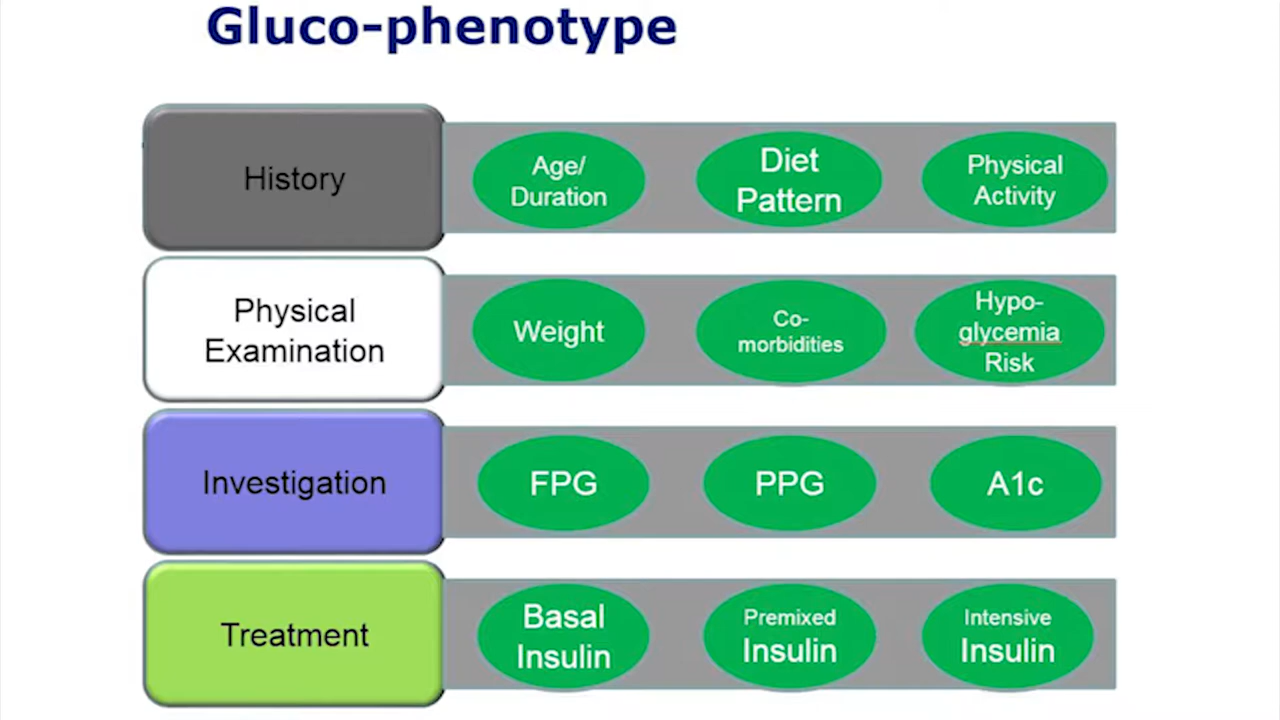 Gluco-phenotype
History
Age/
Duration
Diet
Pattern
Physical
Activity
Physical
Examination
Weight
Co-
morbidities
Hypo-
glycemia
Risk
Investigation
FPG
PPG
A1c
Treatment
Basal
Insulin
Premixed
Insulin
Intensive
Insulin